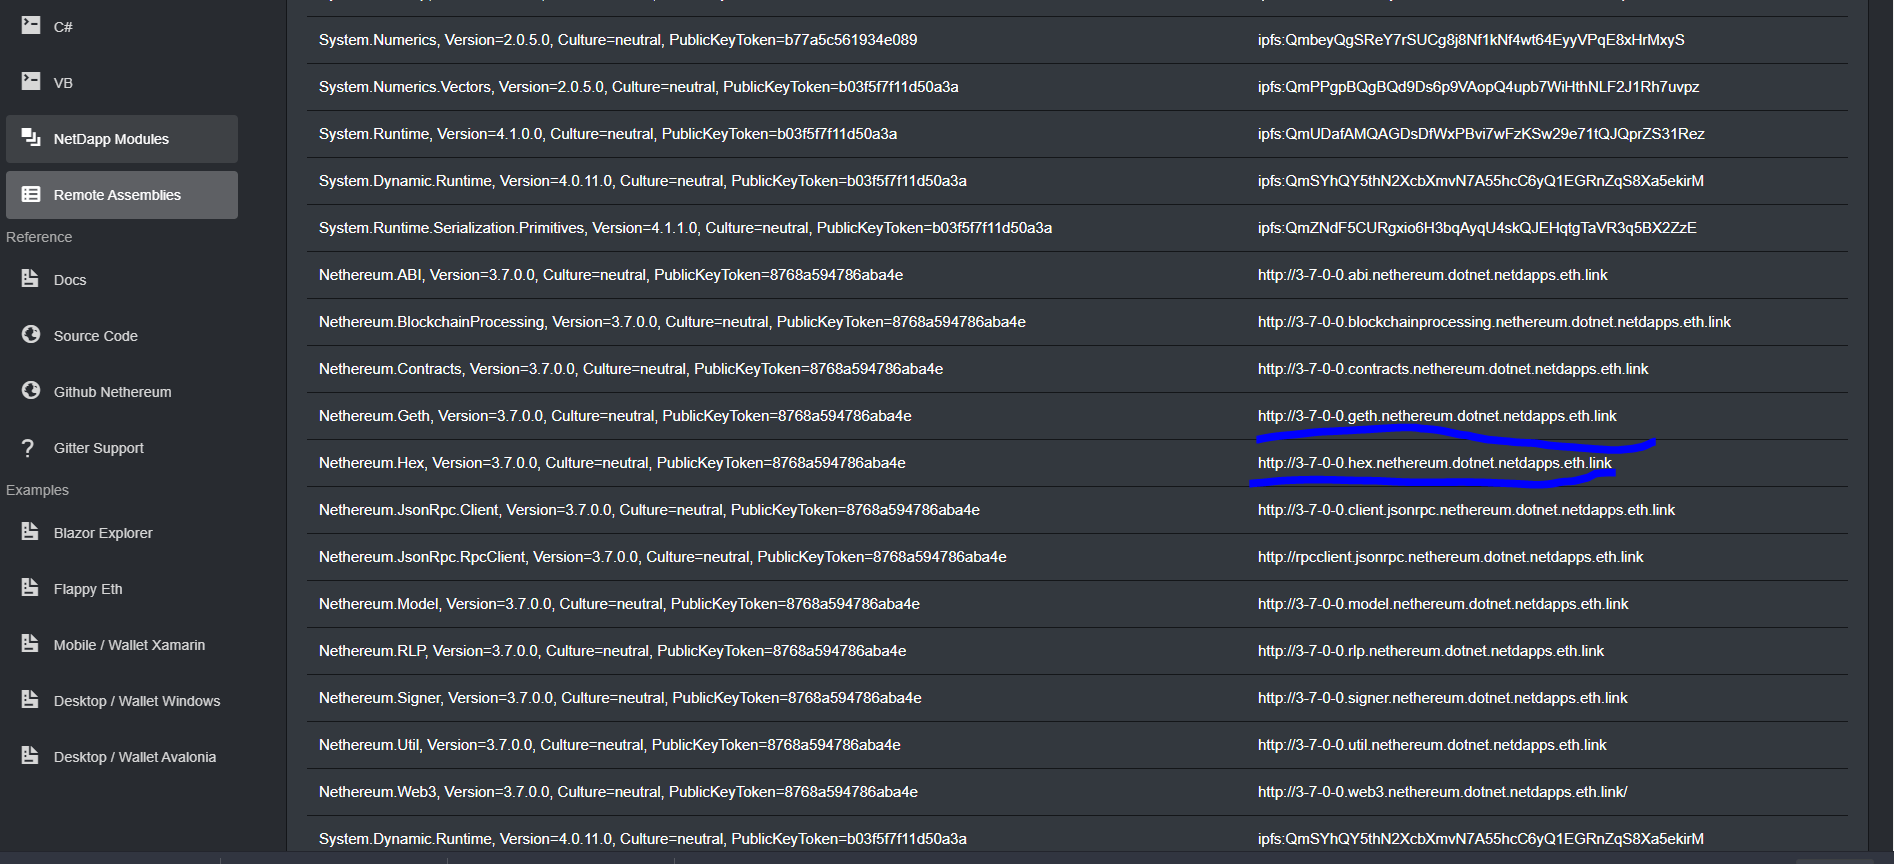 C#
VB
NetDapp Modules
Remote Assemblies
Reference
Docs
Source Code
Github Nethereum
Gitter Support
Examples
Blazor Explorer
Flappy Eth
Mobile / Wallet Xamarin
Desktop / Wallet Windows
Desktop / Wallet Avalonia
System.Numerics, Version=2.0.5.0, Culture=neutral, PublicKeyToken=b77a5c561934e089 ipfs:QmbeyQgSReY7rSUCg8j8Nf1kNf4wt64EyyVPqE8xHrMxyS
System.Numerics.Vectors, Version=2.0.5.0, Culture=neutral, PublicKeyToken=b03f5f7f11d50a3a ipfs:QmPPgpBQgBQd9Ds6p9VAopQ4upb7WiHthNLF2J1Rh7uvpz
System.Runtime, Version=4.1.0.0, Culture=neutral, PublicKeyToken=b03f5f7f11d50a3a ipfs:QmUDafAMQAGDsDfWxPBvi7wFzKSw29e71tQJQprZS31Rez
System.Dynamic.Runtime, Version=4.0.11.0, Culture=neutral, PublicKeyToken=b03f5f7f11d50a3a ipfs:QmSYhQY5thN2XcbXmvN7A55hcC6yQ1EGRnZqS8Xa5ekirM
System.Runtime.Serialization.Primitives, Version=4.1.1.0, Culture=neutral, PublicKeyToken=b03f5f7f11d50a3a ipfs:QmZNdF5CURgxio6H3bqAyqU4skQJEHqtgTaVR3q5BX2ZzE
Nethereum.ABI, Version=3.7.0.0, Culture=neutral, PublicKeyToken=8768a594786aba4e http://3-7-0-0.abi.nethereum.dotnet.netdapps.eth.link
Nethereum.BlockchainProcessing, Version=3.7.0.0, Culture=neutral, PublicKeyToken=8768a594786aba4e http://3-7-0-0.blockchainprocessing.nethereum.dotnet.netdapps.eth.link
Nethereum.Contracts, Version=3.7.0.0, Culture=neutral, PublicKeyToken=8768a594786aba4e http://3-7-0-0.contracts.nethereum.dotnet.netdapps.eth.link
Nethereum.Geth, Version=3.7.0.0, Culture=neutral, PublicKeyToken=8768a594786aba4e http://3-7-0-0.geth.nethereum.dotnet.netdapps.eth.link
Nethereum.Hex, Version=3.7.0.0, Culture=neutral, PublicKeyToken=8768a594786aba4e http://3-7-0-0.hex.nethereum.dotnet.netdapps.eth.link
Nethereum.JsonRpc.Client, Version=3.7.0.0, Culture=neutral, PublicKeyToken=8768a594786aba4e http://3-7-0-0.client.jsonrpc.nethereum.dotnet.netdapps.eth.link
Nethereum.JsonRpc.RpcClient, Version=3.7.0.0, Culture=neutral, PublicKeyToken=8768a594786aba4e http://rpcclient.jsonrpc.nethereum.dotnet.netdapps.eth.link
Nethereum.Model, Version=3.7.0.0, Culture=neutral, PublicKeyToken=8768a594786aba4e http://3-7-0-0.model.nethereum.dotnet.netdapps.eth.link
Nethereum.RLP, Version=3.7.0.0, Culture=neutral, PublicKeyToken=8768a594786aba4e http://3-7-0-0.rlp.nethereum.dotnet.netdapps.eth.link
Nethereum.Signer, Version=3.7.0.0, Culture=neutral, PublicKeyToken=8768a594786aba4e http://3-7-0-0.signer.nethereum.dotnet.netdapps.eth.link
Nethereum.Util, Version=3.7.0.0, Culture=neutral, PublicKeyToken=8768a594786aba4e http://3-7-0-0.util.nethereum.dotnet.netdapps.eth.link
Nethereum.Web3, Version=3.7.0.0, Culture=neutral, PublicKeyToken=8768a594786aba4e http://3-7-0-0.web3.nethereum.dotnet.netdapps.eth.link/
System.Dynamic.Runtime, Version=4.0.11.0, Culture=neutral, PublicKeyToken=b03f5f7f11d50a3a ipfs:QmSYhQY5thN2XcbXmvN7A55hcC6yQ1EGRnZqS8Xa5ekirM